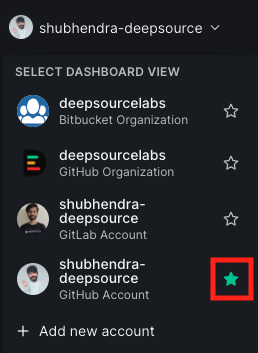 shubhendra-deepsource
SELECT DASHBOARD VIEW
deepsourcelabs
Bitbucket Organization
deepsourcelabs
GitHub Organization
shubhendra-
deepsource
GitLab Account
shubhendra-
deepsource
GitHub Account
+ Add new account